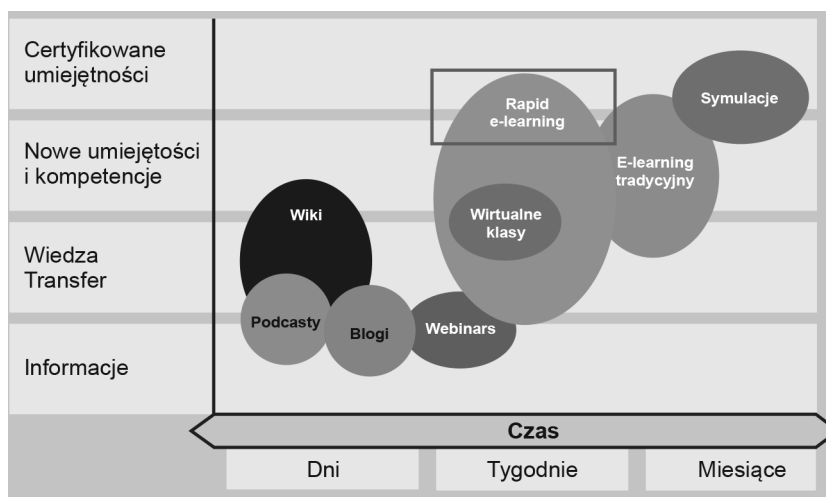 Certyfikowane
umiejętności
Rapid
e-learning
Symulacje
Nowe umiejętości
i kompetencje
E-learning
tradycyjny
Wiki
Wirtualne
klasy
Wiedza
Transfer
Podcasty
Blogi
Webinars
Informacje
Czas
Dni
Tygodnie
Miesiące